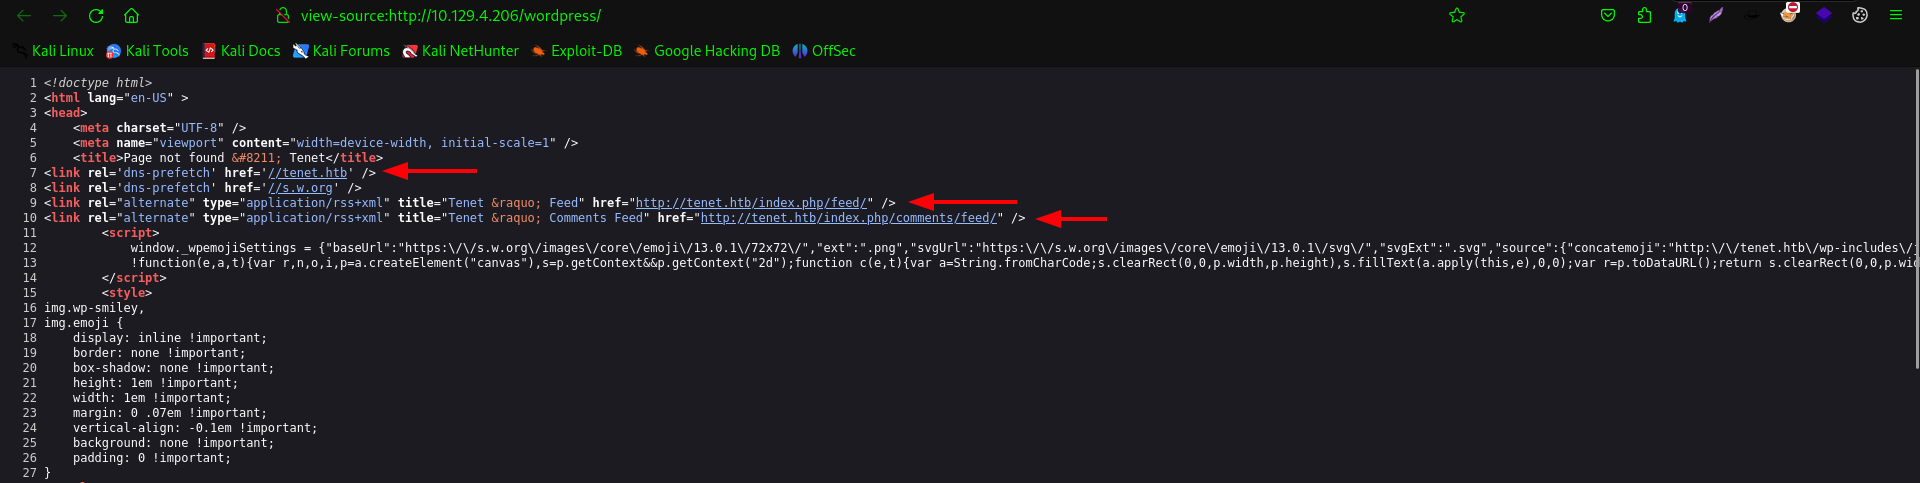 view-source:http://10.129.4.206/wordpress/
0
Kali Linux Kali Tools Kali Docs Kali Forums Kali NetHunter Exploit-DB Google Hacking DB OffSec
1 <!doctype html>
2 <html lang="en-US" >
3 <head>
4 <meta charset="UTF-8" />
5 <meta name="viewport" content="width=device-width, initial-scale=1" />
6 <title>Page not found &#8211; Tenet</title>
7 <link rel='dns-prefetch' href='//tenet.htb' />
8 <link rel='dns-prefetch' href='//s.w.org' />
9 <link rel="alternate" type="application/rss+xml" title="Tenet &raquo; Feed" href="http://tenet.htb/index.php/feed/" />
10 <link rel="alternate" type="application/rss+xml" title="Tenet &raquo; Comments Feed" href="http://tenet.htb/index.php/comments/feed/" />
11 <script>
12 window._wpemojiSettings = {"baseUrl":"https:\/\/s.w.org\/images\/core\/emoji\/13.0.1\/72x72\/","ext":".png","svgUrl":"https:\/\/s.w.org\/images\/core\/emoji\/13.0.1\/svg\/","svgExt":".svg","source":{"concatemoji":"http:\/\/tenet.htb\/wp-includes\/j
13 !function(e,a,t){var r,n,o,i,p=a.createElement("canvas"),s=p.getContext&&p.getContext("2d");function c(e,t){var a=String.fromCharCode;s.clearRect(0,0,p.width,p.height),s.fillText(a.apply(this,e),0,0);var r=p.toDataURL();return s.clearRect(0,0,p.wid
14 </script>
15 <style>
16 img.wp-smiley,
17 img.emoji {
18 display: inline !important;
19 border: none !important;
20 box-shadow: none !important;
21 height: 1em !important;
22 width: 1em !important;
23 margin: 0 .07em !important;
24 vertical-align: -0.1em !important;
25 background: none !important;
26 padding: 0 !important;
27 }